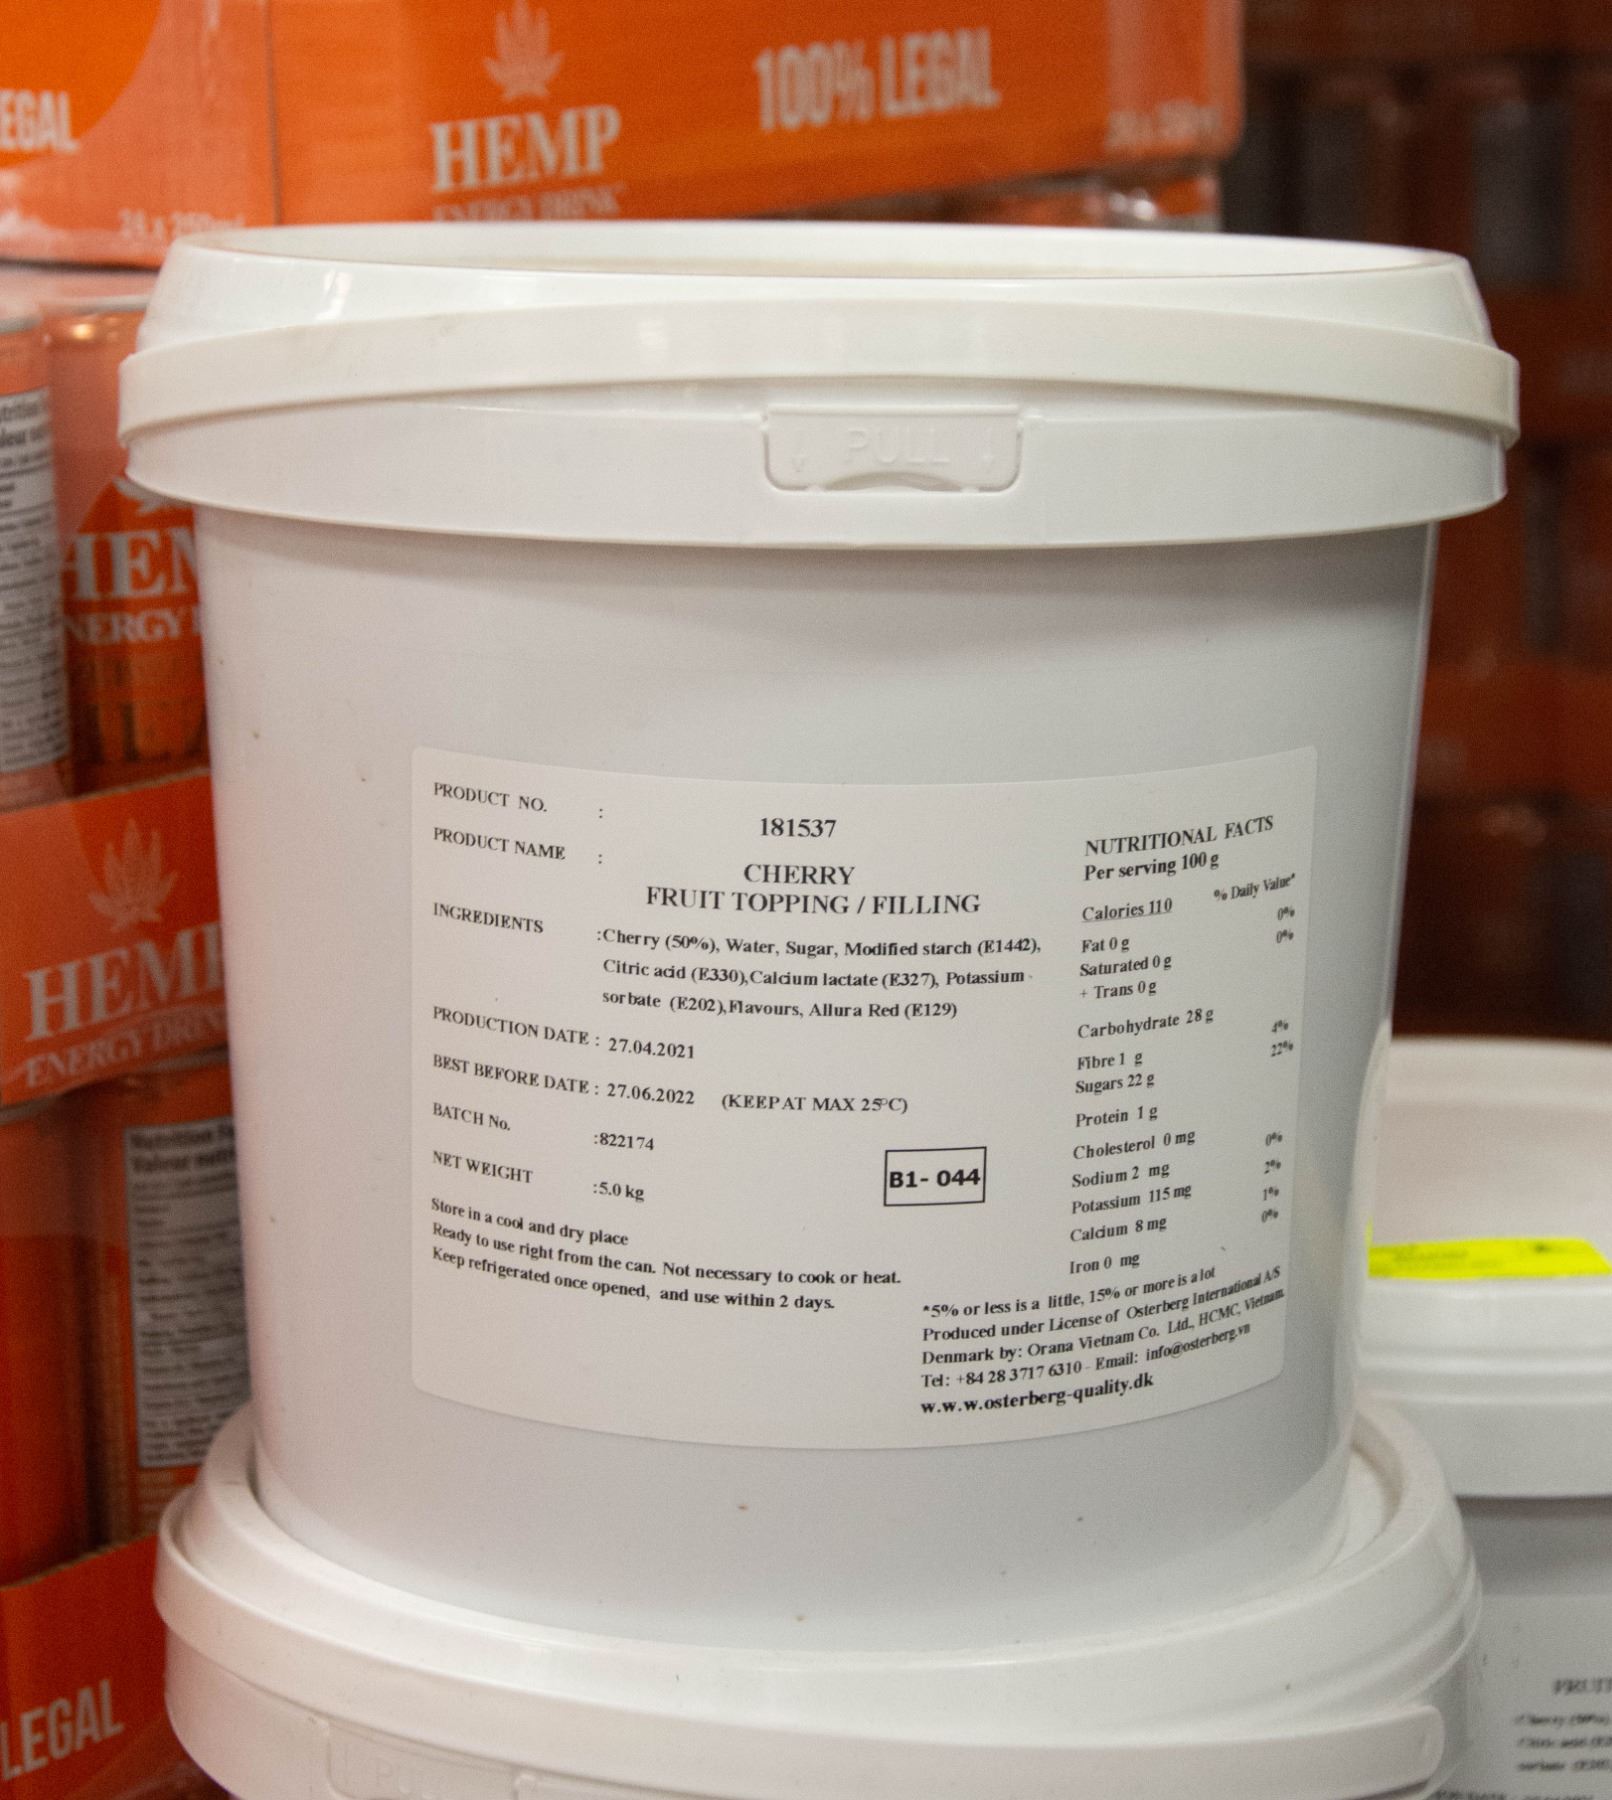 EGAL
HEMP
ENERGY DRINK
100% LEGAL
PULL
HEM
NERGY
HEMP
ENERGY DRINK
LEGAL
PRODUCT NO. : 181537
PRODUCT NAME : CHERRY
FRUIT TOPPING / FILLING
INGREDIENTS :Cherry (50%), Water, Sugar, Modified starch (E1442),
Citric acid (E330),Calcium lactate (E327), Potassium
sorbate (E202),Flavours, Allura Red (E129)
PRODUCTION DATE : 27.04.2021
BEST BEFORE DATE : 27.06.2022 (KEEP AT MAX 25°C)
BATCH No. :822174
NET WEIGHT :5.0 kg
B1- 044
Store in a cool and dry place
Ready to use right from the can. Not necessary to cook or heat.
Keep refrigerated once opened, and use within 2 days.
NUTRITIONAL FACTS
Per serving 100 g
% Daily Value*
Calories 110
Fat 0 g 0%
Saturated 0 g 0%
+ Trans 0 g
Carbohydrate 28 g
Fibre 1 g 4%
Sugars 22 g 22%
Protein 1 g
Cholesterol 0 mg
Sodium 2 mg 0%
Potassium 115 mg 2%
Calcium 8 mg 1%
Iron 0 mg 0%
*5% or less is a little, 15% or more is a lot
Produced under License of Osterberg International A/S
Denmark by: Orana Vietnam Co. Ltd., HCMC, Vietnam
Tel: +84 28 3717 6310 - Email: info@osterberg.vn
w.w.w.osterberg-quality.dk